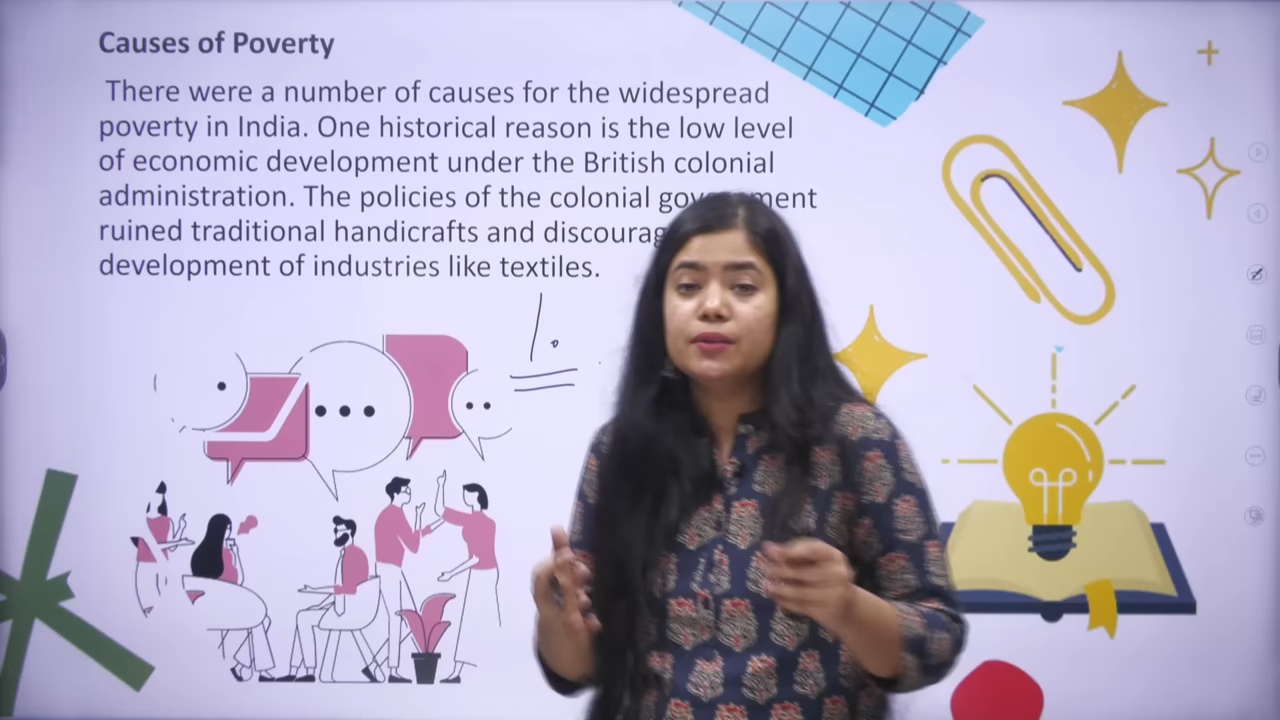 Causes of Poverty
There were a number of causes for the widespread
poverty in India. One historical reason is the low level
of economic development under the British colonial
administration. The policies of the colonial
ruined traditional handicrafts and
development of industries like textiles.
1.